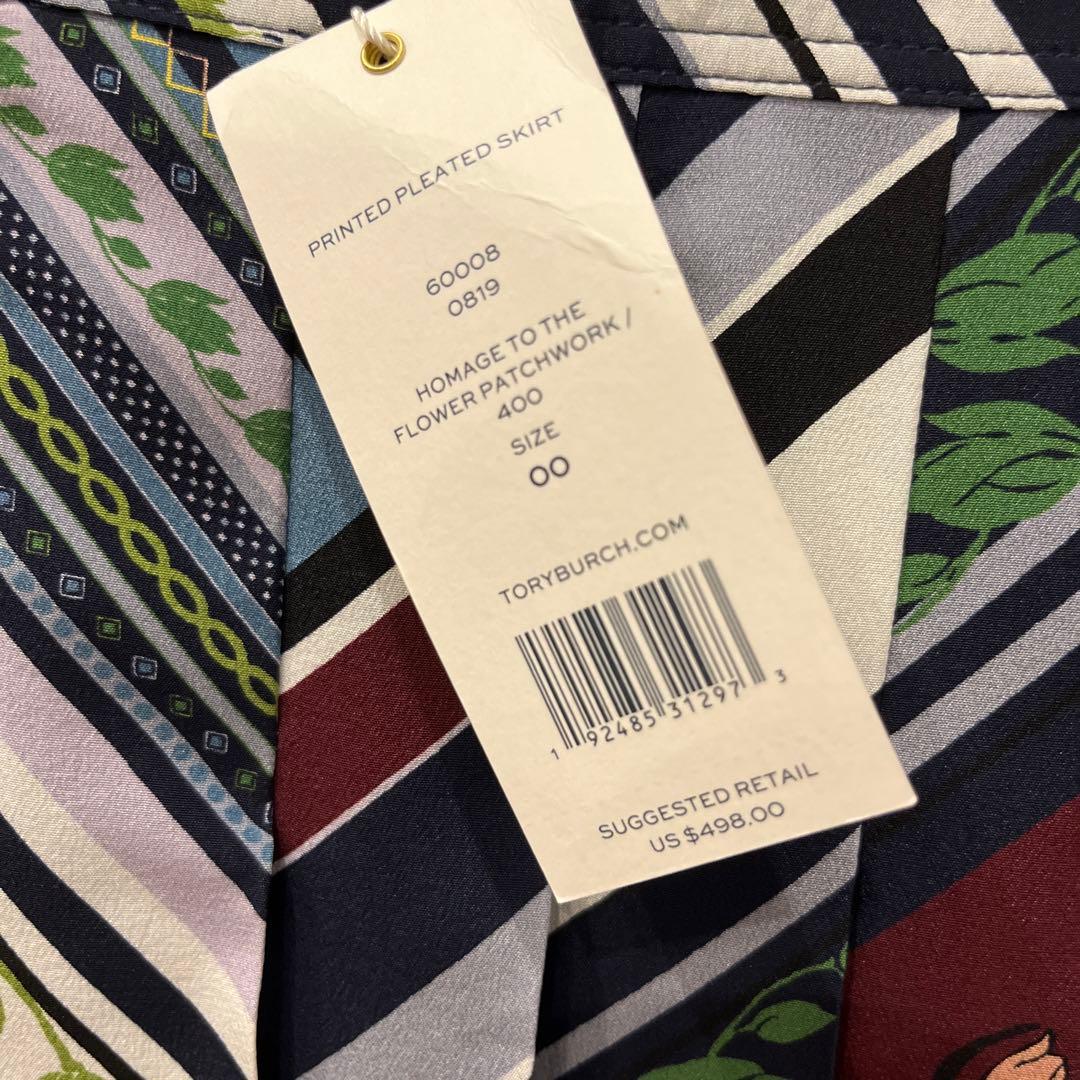 PRINTED PLEATED SKIRT
60008
0819
HOMAGE TO THE
FLOWER PATCHWORK /
400
SIZE
00
TORYBURCH.COM
1 92485 31297 3
SUGGESTED RETAIL
US $498.00